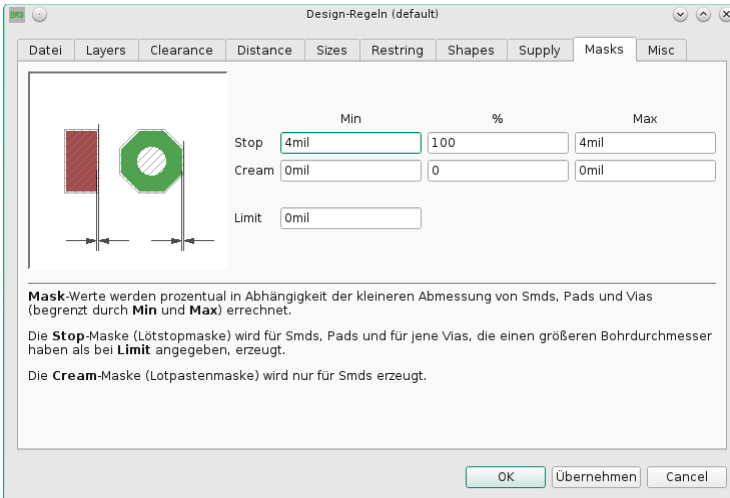 BRD
Design-Regeln (default)
Datei Layers Clearance Distance Sizes Restring Shapes Supply Masks Misc
Min % Max
Stop 4mil 100 4mil
Cream 0mil 0 0mil
Limit 0mil
Mask-Werte werden prozentual in Abhängigkeit der kleineren Abmessung von Smds, Pads und Vias
(begrenzt durch Min und Max) errechnet.
Die Stop-Maske (Lötstopmaske) wird für Smds, Pads und für jene Vias, die einen größeren Bohrdurchmesser
haben als bei Limit angegeben, erzeugt.
Die Cream-Maske (Lotpastenmaske) wird nur für Smds erzeugt.
OK Übernehmen Cancel